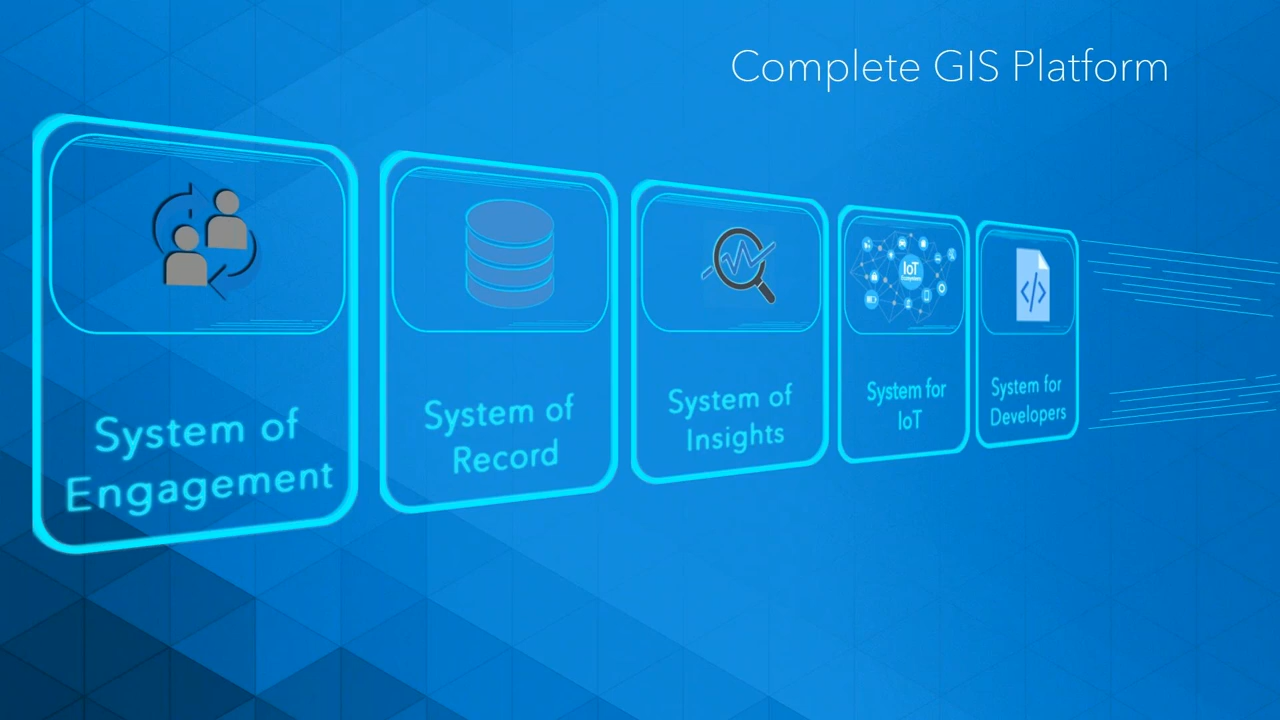 Complete GIS Platform
System of
Engagement
System of
Record
System of
Insights
IoT
Ecosystems
System for
IoT
</>
System for
Developers